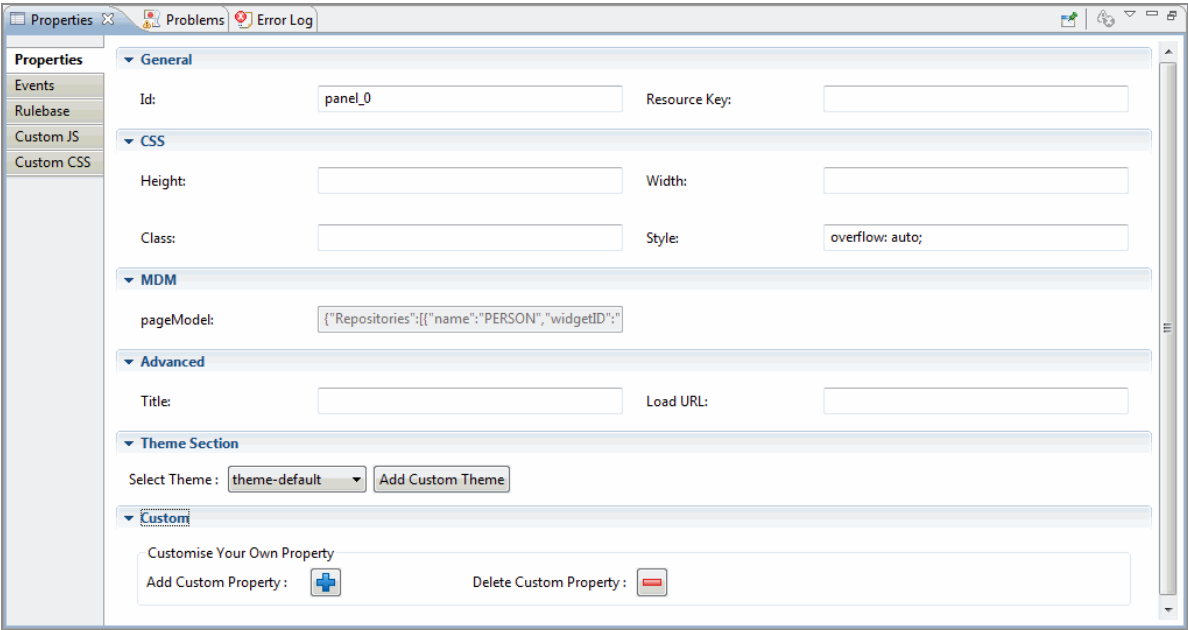 Properties Problems Error Log
Properties
Events
Rulebase
Custom JS
Custom CSS
General
Id: panel_0 Resource Key:
CSS
Height: Width:
Class: Style: overflow: auto;
MDM
pageModel: {"Repositories":[{"name":"PERSON","widgetID":"
Advanced
Title: Load URL:
Theme Section
Select Theme : theme-default Add Custom Theme
Custom
Customise Your Own Property
Add Custom Property : Delete Custom Property :